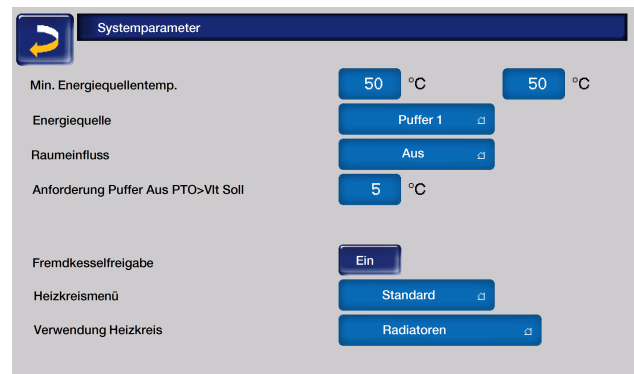 Systemparameter
Min. Energiequellentemp. 50 °C 50 °C
Energiequelle Puffer 1
Raumeinfluss Aus
Anforderung Puffer Aus PTO>Vlt Soll 5 °C
Fremdkesselfreigabe Ein
Heizkreismenü Standard
Verwendung Heizkreis Radiatoren